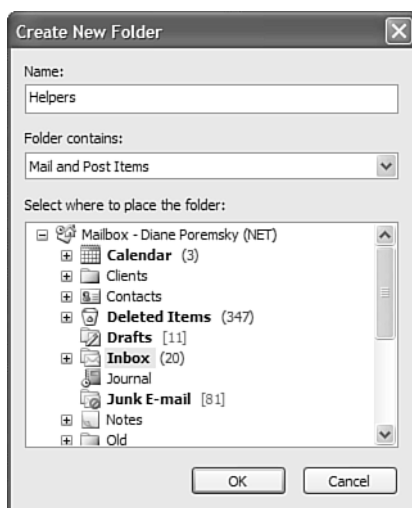 Create New Folder
Name:
Helpers
Folder contains:
Mail and Post Items
Select where to place the folder:
Mailbox - Diane Poremsky (NET)
Calendar (3)
Clients
Contacts
Deleted Items (347)
Drafts [11]
Inbox (20)
Journal
Junk E-mail [81]
Notes
Old
OK Cancel